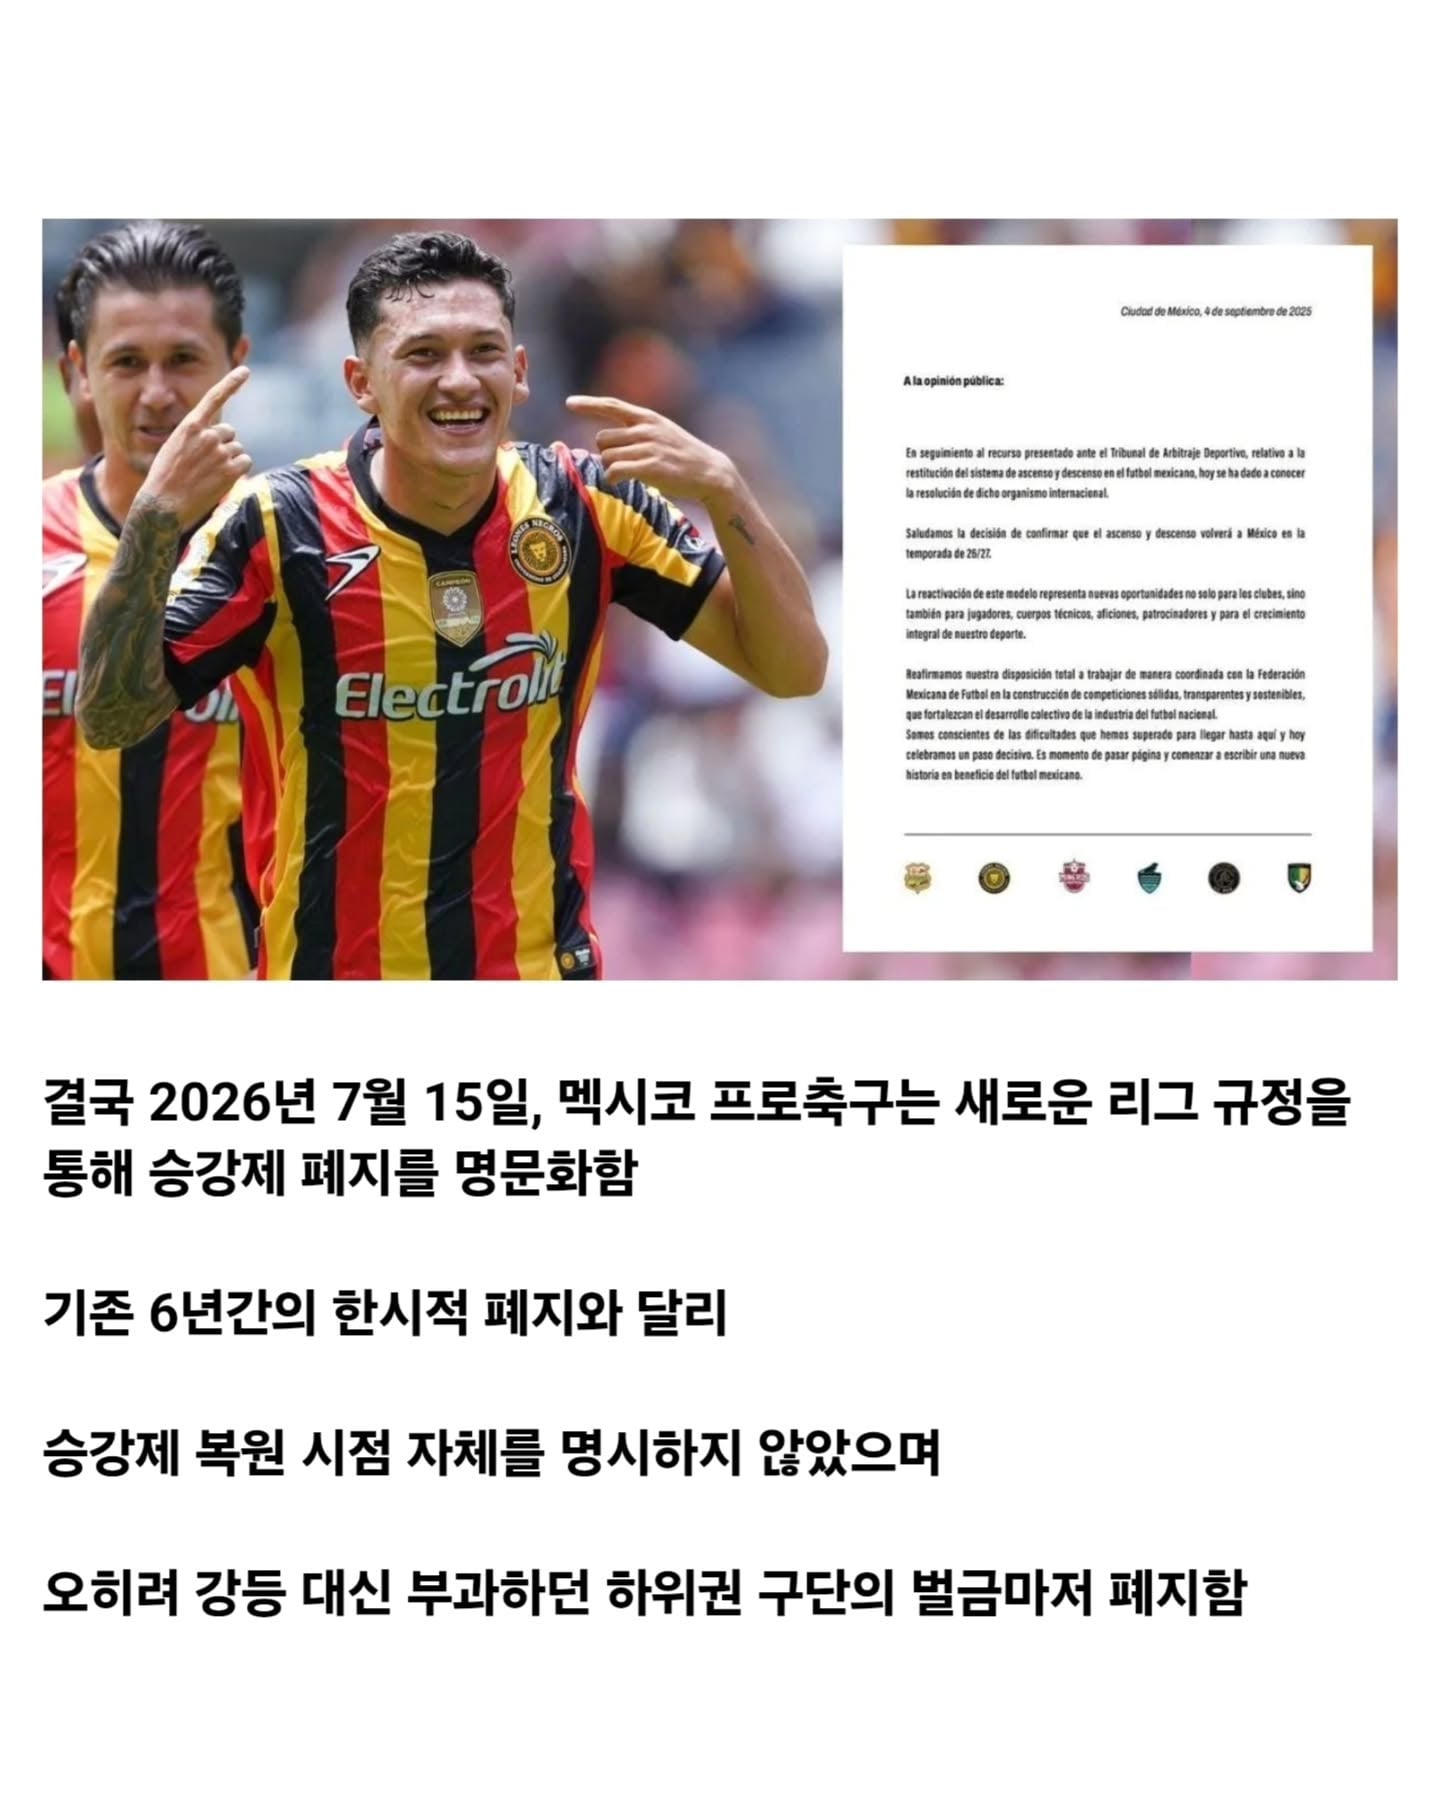 Ciudad de México, 4 de septiembre de 2025
A la opinión pública:
En seguimiento al recurso presentado ante el Tribunal de Arbitraje Deportivo, relativo a la
restitución del sistema de ascenso y descenso en el futbol mexicano, hoy se ha dado a conocer
la resolución de dicho organismo internacional.
Saludamos la decisión de confirmar que el ascenso y descenso volverá a México en la
temporada de 26/27.
La reactivación de este modelo representa nuevas oportunidades no solo para los clubes, sino
también para jugadores, cuerpos técnicos, aficiones, patrocinadores y para el crecimiento
integral de nuestro deporte.
Reafirmamos nuestra disposición total a trabajar de manera coordinada con la Federación
Mexicana de Futbol en la construcción de competiciones sólidas, transparentes y sostenibles,
que fortalezcan el desarrollo colectivo de la industria del futbol nacional.
Somos conscientes de las dificultades que hemos superado para llegar hasta aquí y hoy
celebramos un paso decisivo. Es momento de pasar página y comenzar a escribir una nueva
historia en beneficio del futbol mexicano.
LEONES NEGROS
CAMPEÓN
Electrolit
결국 2026년 7월 15일, 멕시코 프로축구는 새로운 리그 규정을
통해 승강제 폐지를 명문화함
기존 6년간의 한시적 폐지와 달리
승강제 복원 시점 자체를 명시하지 않았으며
오히려 강등 대신 부과하던 하위권 구단의 벌금마저 폐지함